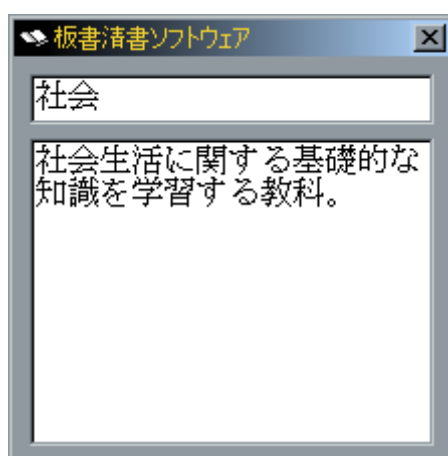 板書清書ソフトウェア
社会
社会生活に関する基礎的な
知識を学習する教科。